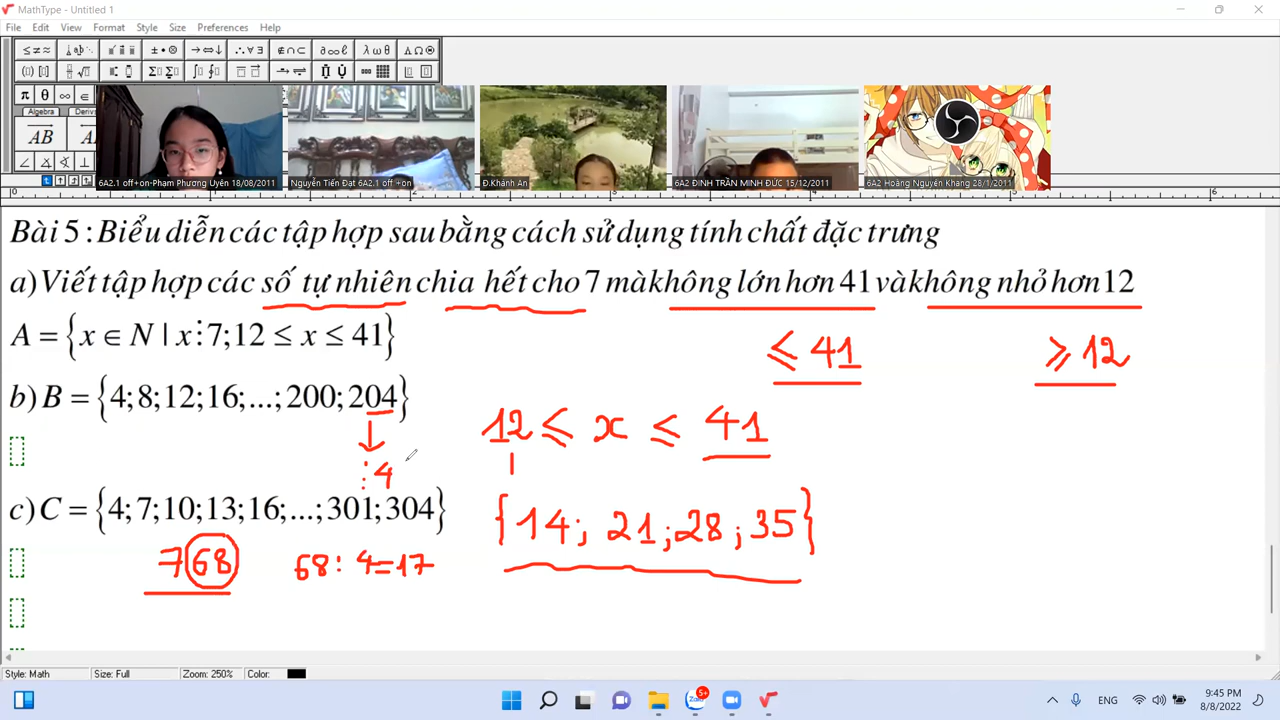 MathType - Untitled 1
File Edit View Format Style Size Preferences Help
Algebra Deriv
6A2.1 off+on-Phạm Phương Uyên 18/08/2011
Nguyễn Tiến Đạt 6A2.1 off +on
Đ.Khánh An
6A2 ĐINH TRẦN MINH ĐỨC 15/12/2011
6A2 Hoàng Nguyên Khang 28/1/2011
Bài 5 : Biểu diễn các tập hợp sau bằng cách sử dụng tính chất đặc trưng
a) Viết tập hợp các số tự nhiên chia hết cho 7 mà không lớn hơn 41 và không nhỏ hơn 12
A = {x ∈ N | x⋮7;12 ≤ x ≤ 41}
≤ 41 ≥ 12
b) B = {4;8;12;16;...;200;204}
12 ≤ x ≤ 41
⋮ 4
c) C = {4;7;10;13;16;...;301;304}
{14; 21; 28; 35}
768 68 : 4 = 17
Style: Math Size: Full Zoom: 250% Color:
5+
ENG
9:45 PM
8/8/2022